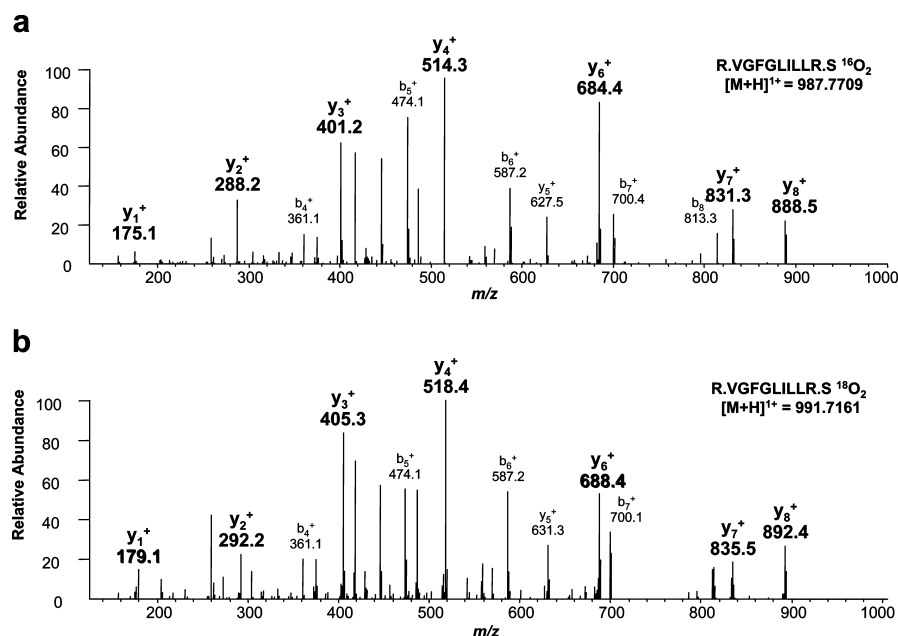 a
Relative Abundance
100
80
60
40
20
0
y1+
175.1
y2+
288.2
b4+
361.1
y3+
401.2
b5+
474.1
y4+
514.3
b6+
587.2
y5+
627.5
y6+
684.4
b7+
700.4
b8
813.3
y7+
831.3
y8+
888.5
R.VGFGLILLR.S 16O2
[M+H]1+ = 987.7709
200 300 400 500 600 700 800 900 1000
m/z
b
Relative Abundance
100
80
60
40
20
0
y1+
179.1
y2+
292.2
b4+
361.1
y3+
405.3
b5+
474.1
y4+
518.4
b6+
587.2
y5+
631.3
y6+
688.4
b7+
700.1
y7+
835.5
y8+
892.4
R.VGFGLILLR.S 18O2
[M+H]1+ = 991.7161
200 300 400 500 600 700 800 900 1000
m/z